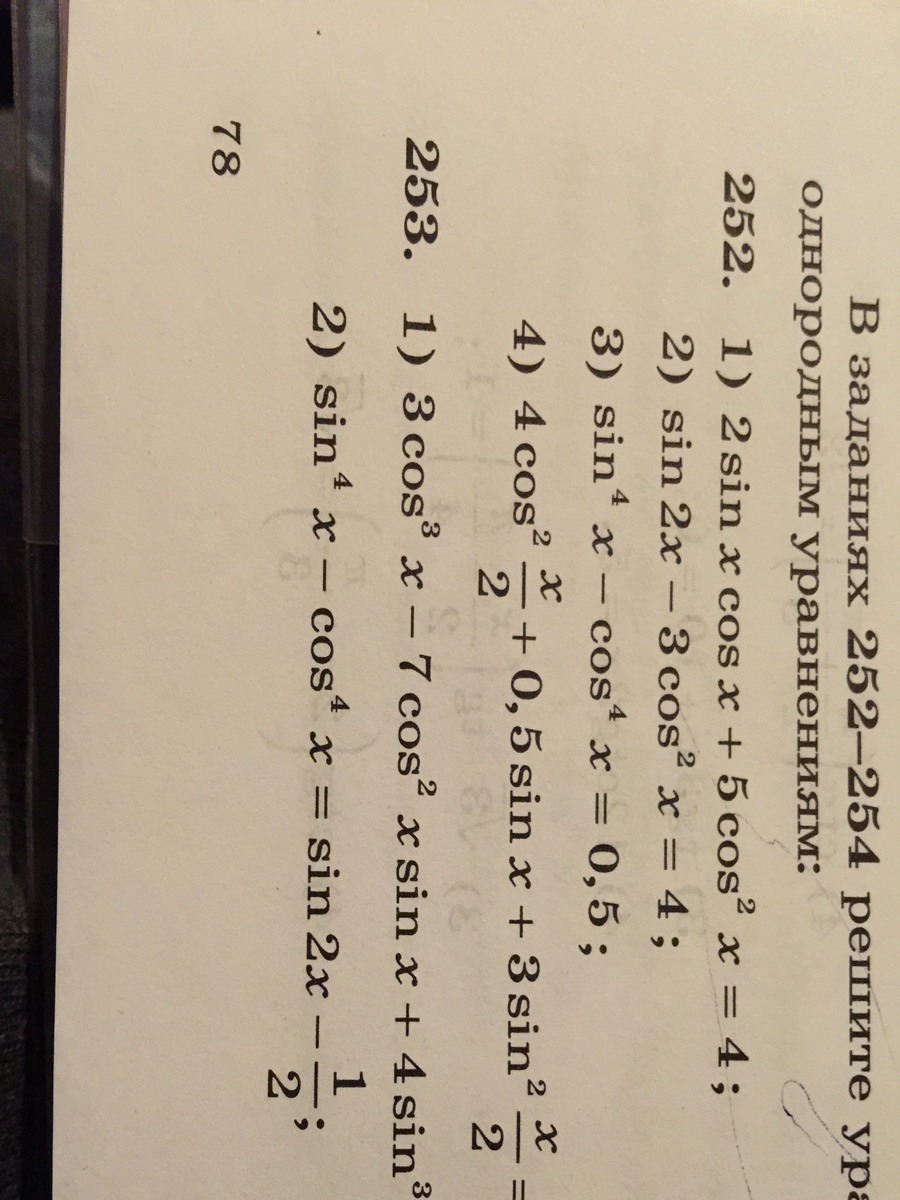 В заданиях 252–254 решите ура
однородным уравнениям:
252. 1) 2 sin x cos x + 5 cos² x = 4;
2) sin 2x − 3 cos² x = 4;
3) sin⁴ x − cos⁴ x = 0,5;
4) 4 cos² x/2 + 0,5 sin x + 3 sin² x/2 =
253. 1) 3 cos³ x − 7 cos² x sin x + 4 sin³
2) sin⁴ x − cos⁴ x = sin 2x − 1/2;
78